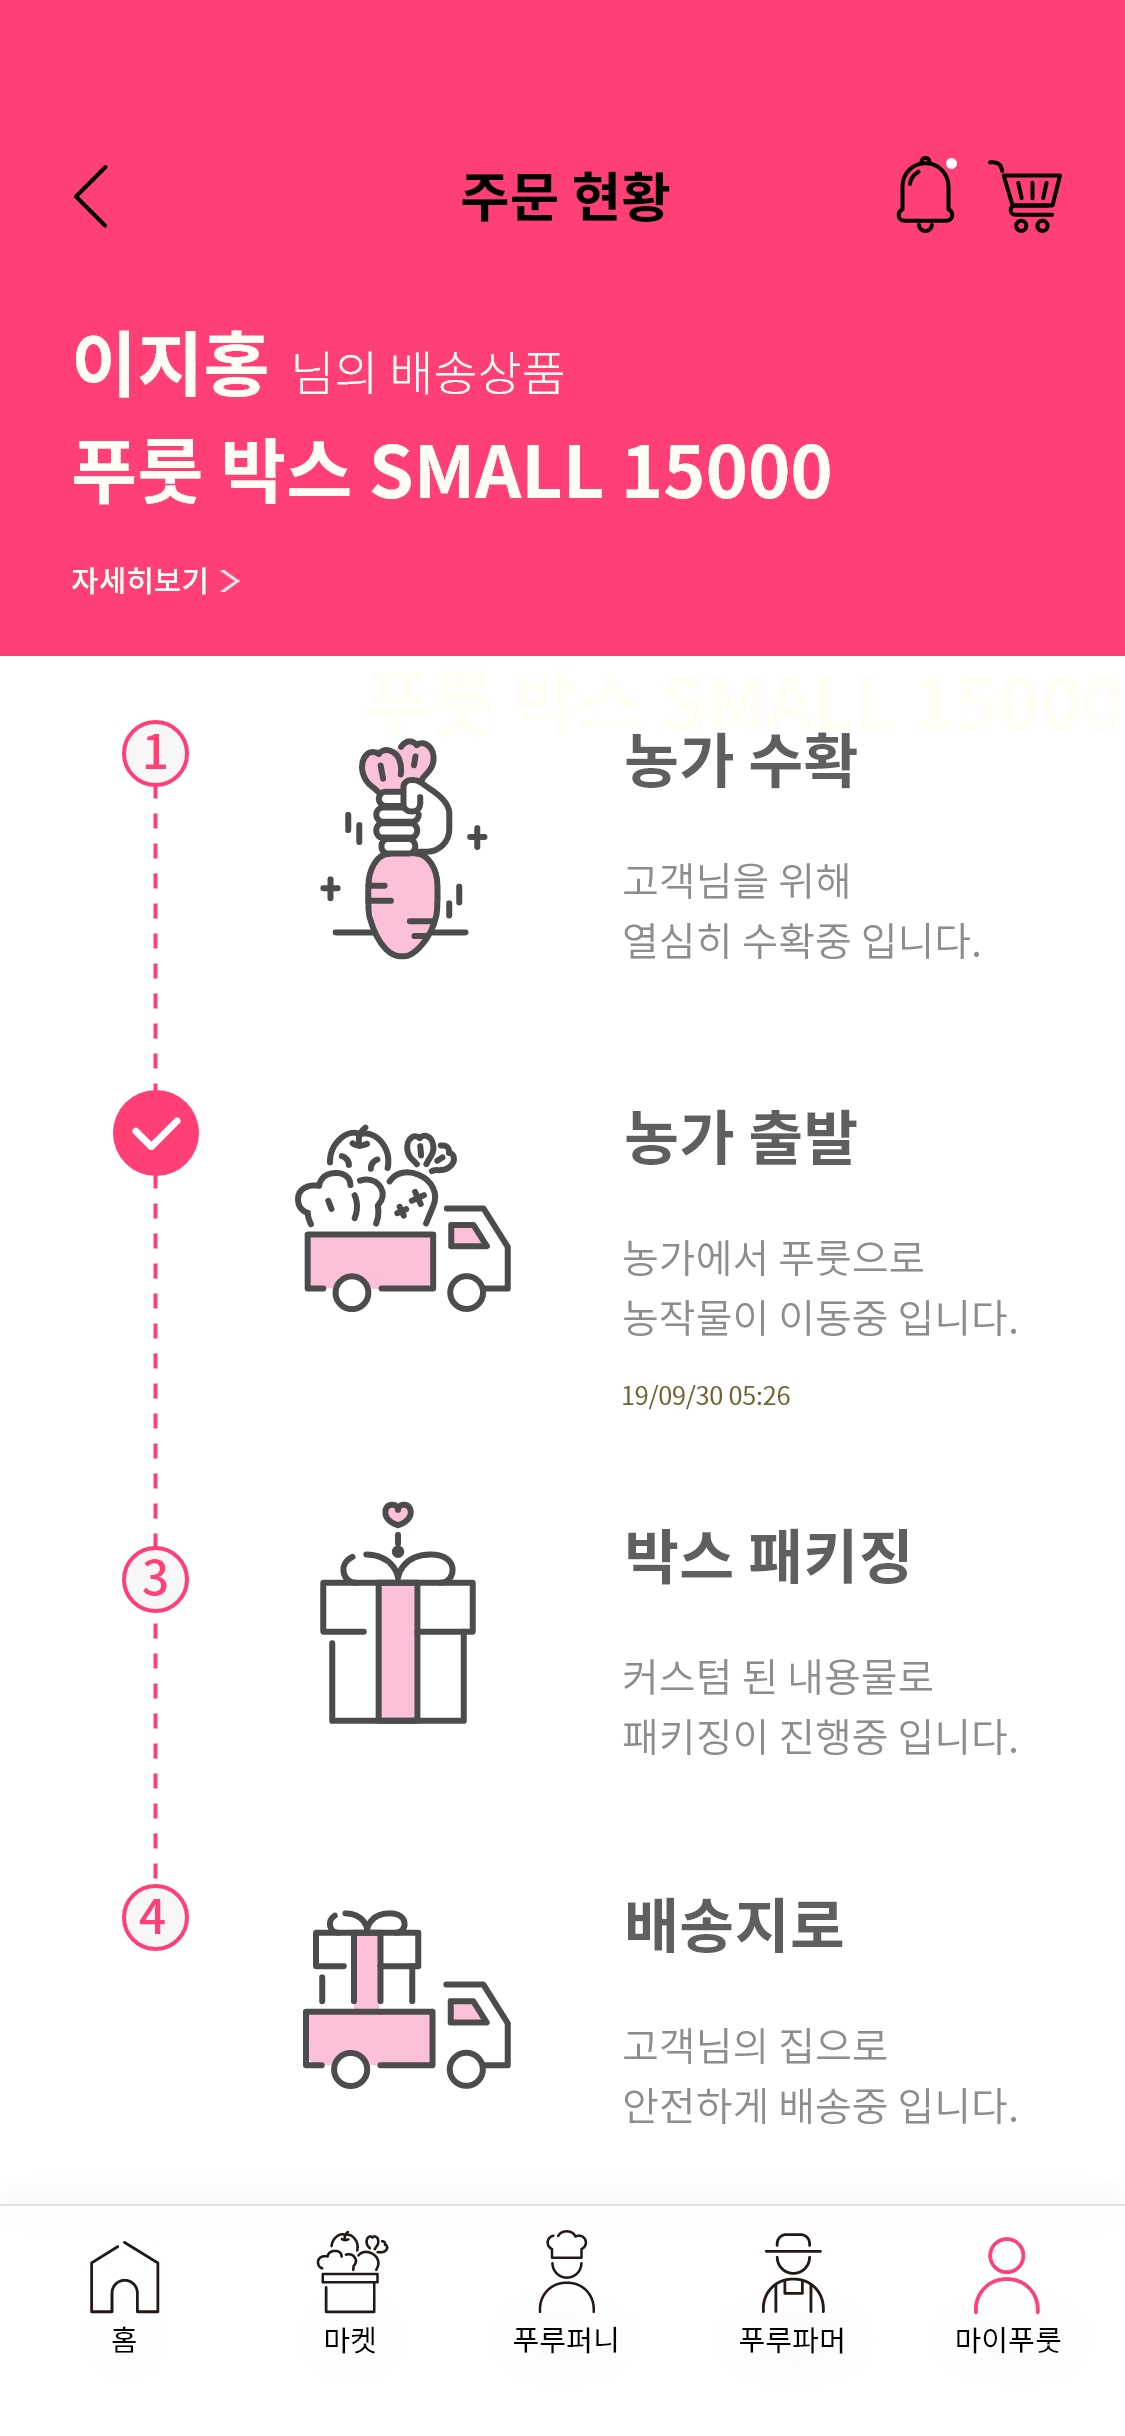 주문 현황
이지홍 님의 배송상품
푸룻 박스 SMALL 15000
자세히보기 >
푸룻 박스 SMALL 15000
1
농가 수확
고객님을 위해
열심히 수확중 입니다.
농가 출발
농가에서 푸룻으로
농작물이 이동중 입니다.
19/09/30 05:26
3
박스 패키징
커스텀 된 내용물로
패키징이 진행중 입니다.
4
배송지로
고객님의 집으로
안전하게 배송중 입니다.
홈
마켓
푸루퍼니
푸루파머
마이푸룻